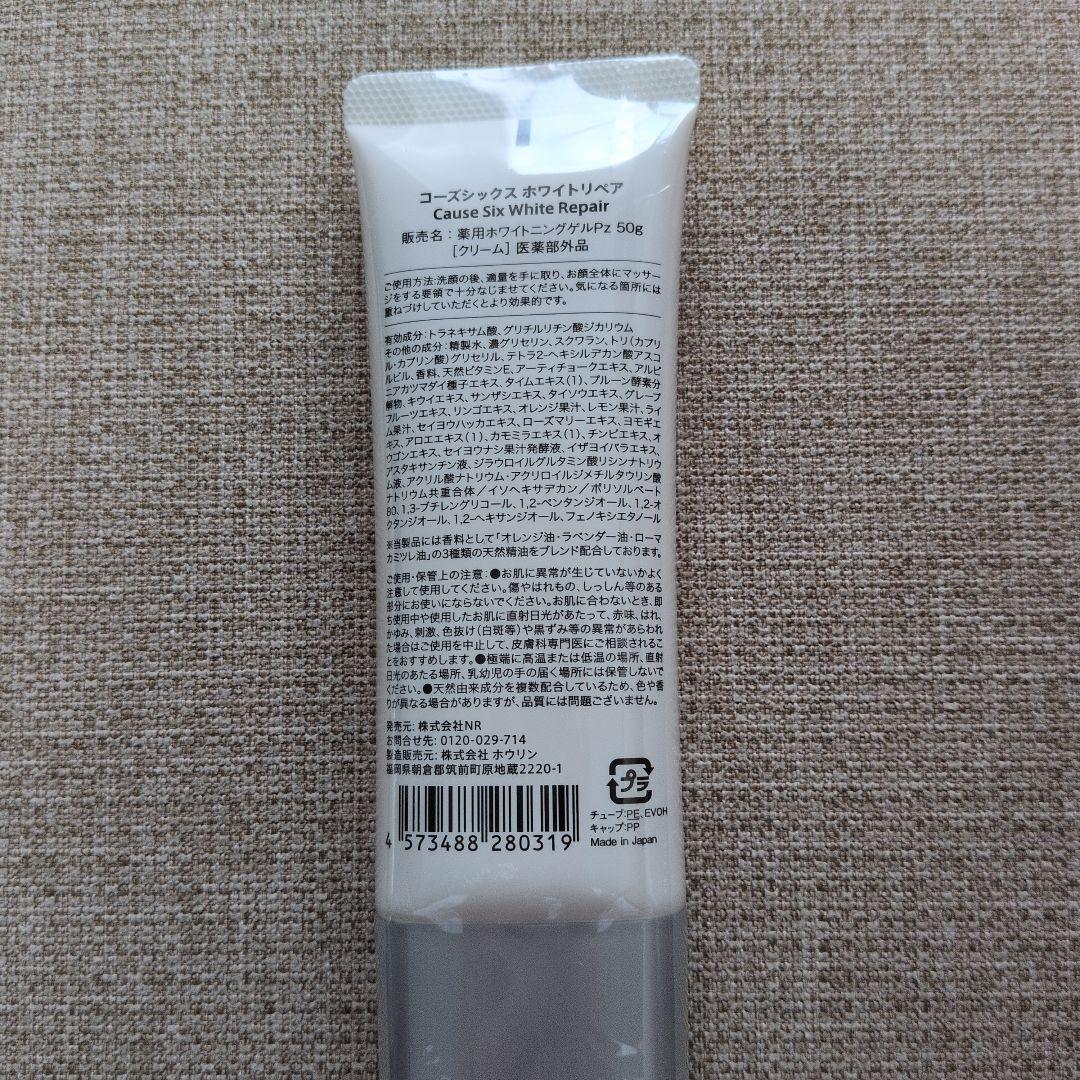 コーズシックス ホワイトリペア
Cause Six White Repair
販売名：薬用ホワイトニングゲルPz 50g
[クリーム] 医薬部外品
ご使用方法:洗顔の後、適量を手に取り、お顔全体にマッサー
ジをする要領で十分なじませてください。気になる箇所には
重ねづけしていただくとより効果的です。
有効成分：トラネキサム酸、グリチルリチン酸ジカリウム
その他の成分：精製水、濃グリセリン、スクワラン、トリ(カプリ
ル・カプリン酸)グリセリル、テトラ2-ヘキシルデカン酸アスコ
ルビル、香料、天然ビタミンE、アーティチョークエキス、アルピ
ニアカツマダイ種子エキス、タイムエキス(1)、プルーン酵素分
解物、キウイエキス、サンザシエキス、タイソウエキス、グレープ
フルーツエキス、リンゴエキス、オレンジ果汁、レモン果汁、ライ
ム果汁、セイヨウハッカエキス、ローズマリーエキス、ヨモギエ
キス、アロエエキス(1)、カモミラエキス(1)、チンピエキス、オ
ウゴンエキス、セイヨウナシ果汁発酵液、イザヨイバラエキス、
アスタキサンチン液、ジラウロイルグルタミン酸リシンナトリウ
ム液、アクリル酸ナトリウム・アクリロイルジメチルタウリン酸
ナトリウム共重合体／イソヘキサデカン／ポリソルベート
80、1,3-ブチレングリコール、1,2-ペンタンジオール、1,2-オ
クタンジオール、1,2-ヘキサンジオール、フェノキシエタノール
※当製品には香料として「オレンジ油・ラベンダー油・ローマ
カミツレ油」の3種類の天然精油をブレンド配合しております。
ご使用・保管上の注意：●お肌に異常が生じていないかよく
注意して使用してください。傷やはれもの、しっしん等のある
部分にお使いにならないでください。お肌に合わないとき、即
ち使用中や使用したお肌に直射日光があたって、赤味、はれ、
かゆみ、刺激、色抜け(白斑等)や黒ずみ等の異常があらわれ
た場合はご使用を中止して、皮膚科専門医にご相談されるこ
とをおすすめします。●極端に高温または低温の場所、直射
日光のあたる場所、乳幼児の手の届く場所には保管しないで
ください。●天然由来成分を複数配合しているため、色や香
りが異なる場合がありますが、品質には問題ございません。
発売元：株式会社NR
お問合せ先：0120-029-714
製造販売元：株式会社 ホウリン
福岡県朝倉郡筑前町原地蔵2220-1
プラ
チューブ:PE、EVOH
キャップ:PP
Made in Japan
4 573488 280319